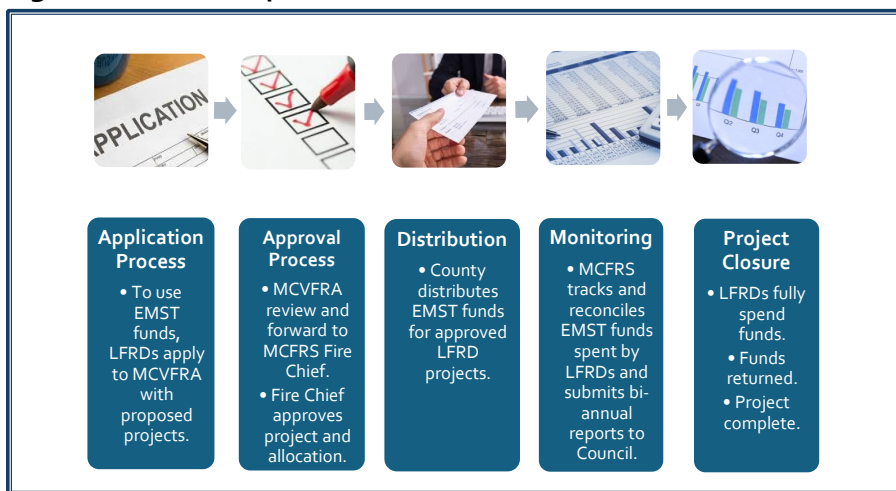 APPLICATION
Q2
Q3
Q4
Application
Process
• To use
EMST
funds,
LFRDs apply
to MCVFRA
with
proposed
projects.
Approval
Process
• MCVFRA
review and
forward to
MCFRS Fire
Chief.
• Fire Chief
approves
project and
allocation.
Distribution
• County
distributes
EMST funds
for approved
LFRD
projects.
Monitoring
• MCFRS
tracks and
reconciles
EMST funds
spent by
LFRDs and
submits bi-
annual
reports to
Council.
Project
Closure
• LFRDs fully
spend
funds.
• Funds
returned.
• Project
complete.